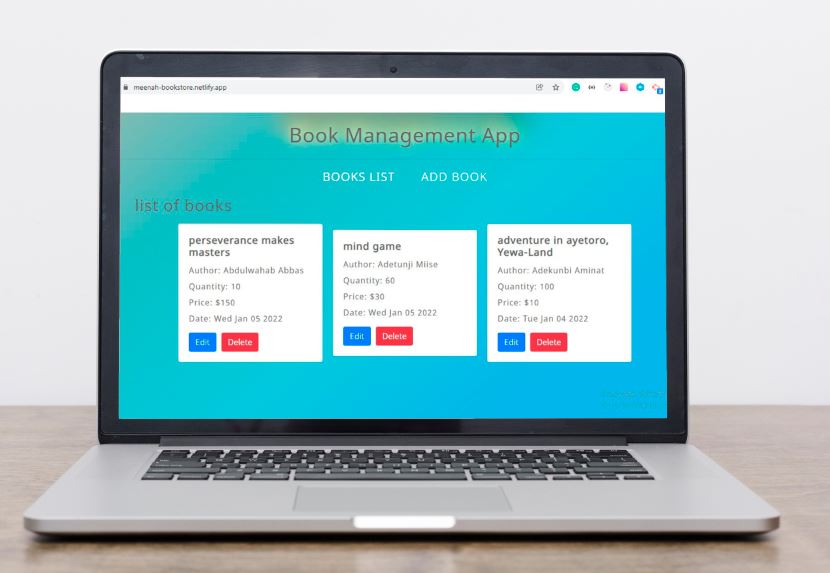 meenah-bookstore.netlify.app
Book Management App
BOOKS LIST ADD BOOK
list of books
perseverance makes
masters
Author: Abdulwahab Abbas
Quantity: 10
Price: $150
Date: Wed Jan 05 2022
Edit Delete
mind game
Author: Adetunji Miise
Quantity: 60
Price: $30
Date: Wed Jan 05 2022
Edit Delete
adventure in ayetoro,
Yewa-Land
Author: Adekunbi Aminat
Quantity: 100
Price: $10
Date: Tue Jan 04 2022
Edit Delete